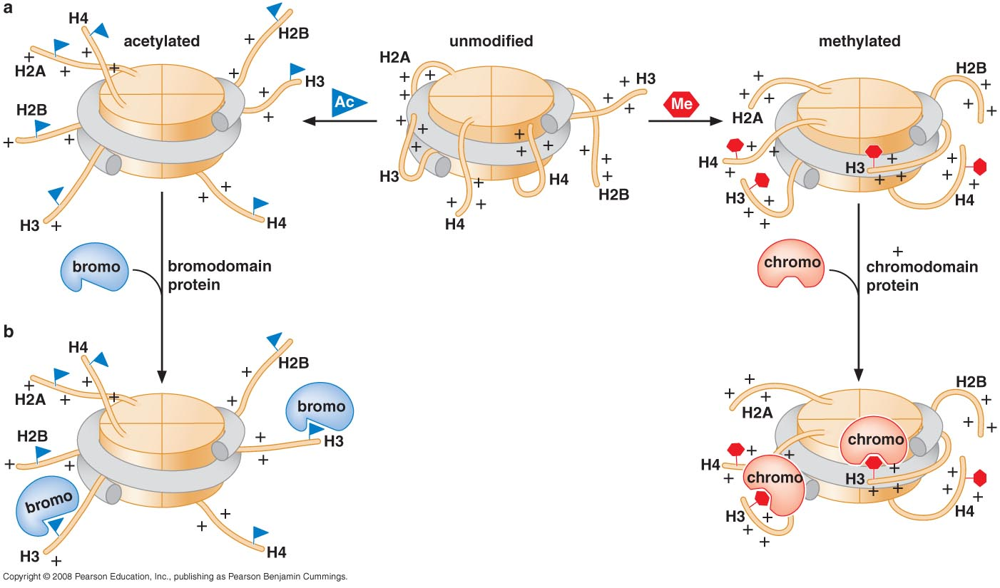 a
acetylated
unmodified
methylated
H4
H2B
H2A
H2B
H3
H3
H4
+ + + + + + + + + + + + +
Ac
H2A
H3
H3
H4
H4
H2B
+ + + + + + + + + + + + + + + +
Me
H2B
H2A
H4
H3
H3
H4
+ + + + + + + + + + + + + +
bromo
bromodomain
protein
chromo
+
chromodomain
protein
b
H4
H2B
H2A
H2B
bromo
H3
bromo
H3
H4
+ + + + + + + + + + + + +
H2B
H2A
chromo
H4
chromo
H3
H3
H4
+ + + + + + + + + + + + + + + +
Copyright © 2008 Pearson Education, Inc., publishing as Pearson Benjamin Cummings.